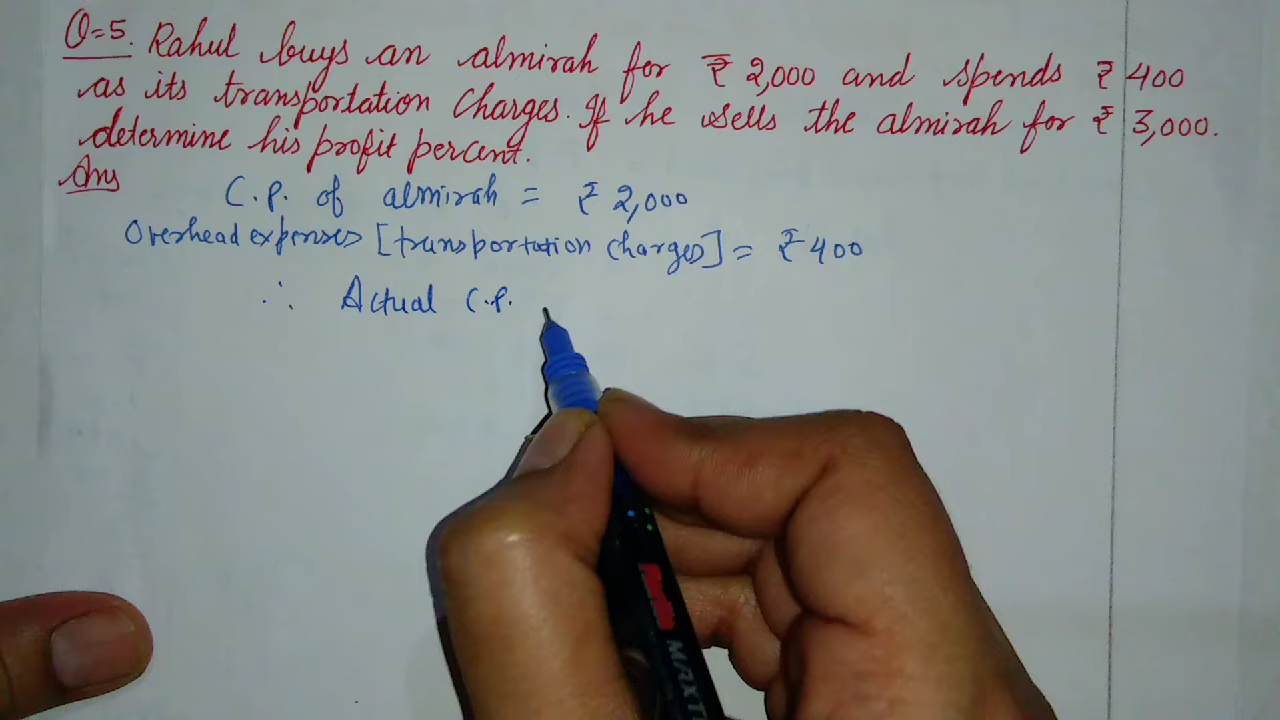 Q=5. Rahul buys an almirah for ₹ 2,000 and spends ₹ 400
as its transportation charges. If he sells the almirah for ₹ 3,000.
determine his profit percent.
Ans
C.P. of almirah = ₹ 2,000
Overhead expenses [transportation charges] = ₹ 400
∴ Actual C.P.
MAXT